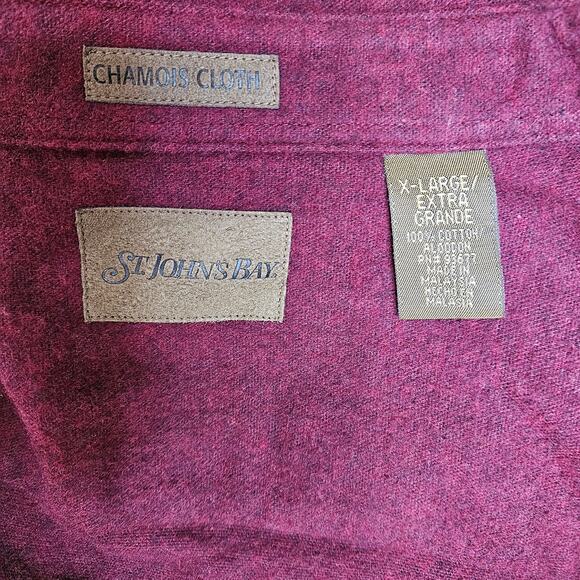 CHAMOIS CLOTH
ST. JOHN'S BAY.
X-LARGE/
EXTRA
GRANDE
100% COTTON/
ALGODON
RN# 93677
MADE IN
MALAYSIA
HECHO EN
MALASIA